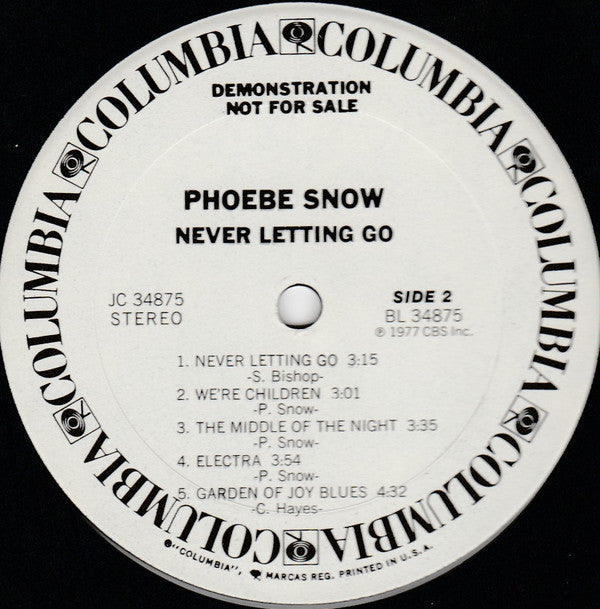 COLUMBIA COLUMBIA COLUMBIA COLUMBIA COLUMBIA COLUMBIA COLUMBIA COLUMBIA
DEMONSTRATION
NOT FOR SALE
PHOEBE SNOW
NEVER LETTING GO
JC 34875
STEREO
SIDE 2
BL 34875
℗ 1977 CBS Inc.
1. NEVER LETTING GO 3:15
-S. Bishop-
2. WE'RE CHILDREN 3:01
-P. Snow-
3. THE MIDDLE OF THE NIGHT 3:35
-P. Snow-
4. ELECTRA 3:54
-P. Snow-
5. GARDEN OF JOY BLUES 4:32
-C. Hayes-
"COLUMBIA", MARCAS REG. PRINTED IN U.S.A.